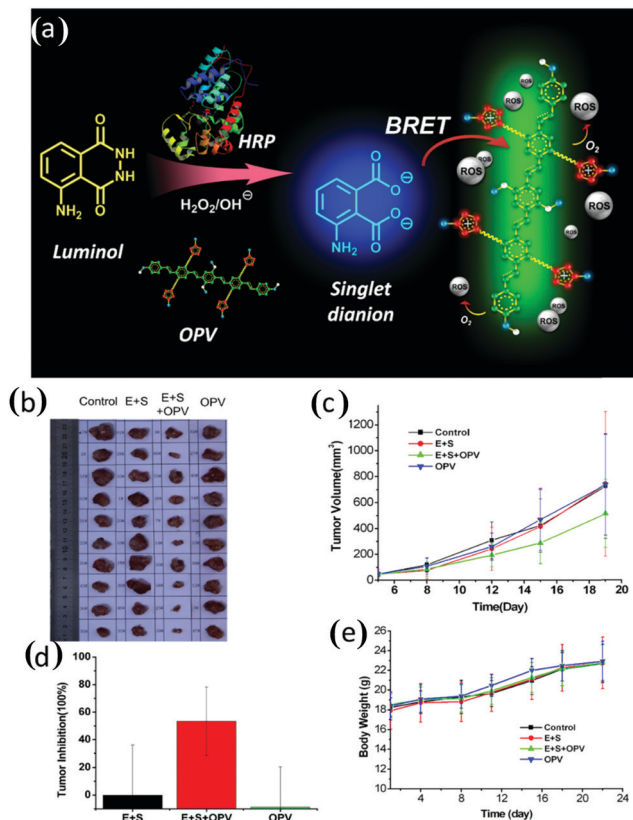 (a)
HRP
BRET
ROS
ROS
ROS
O₂
ROS
ROS
O
NH
NH
O
NH₂
H₂O₂/OH⊖
Luminol
OPV
O
O⊖
O⊖
O
NH₂
Singlet
dianion
ROS
ROS
ROS
O₂
ROS
ROS
(b)
Control E+S E+S +OPV OPV
(c)
Tumor Volume(mm³)
1200
1000
800
600
400
200
0
Control
E+S
E+S+OPV
OPV
6 8 10 12 14 16 18 20
Time(Day)
(d)
Tumor Inhibition(100%)
100
80
60
40
20
0
E+S E+S+OPV OPV
(e)
Body Weight (g)
26
24
22
20
18
16
14
12
10
Control
E+S
E+S+OPV
OPV
4 8 12 16 20 24
Time (day)